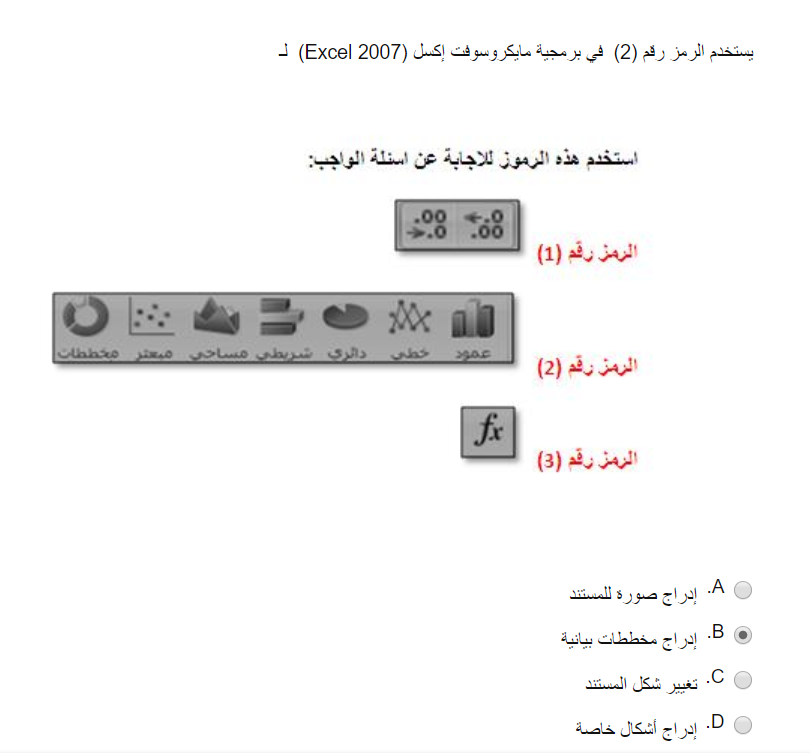 يستخدم الرمز رقم (2) في برمجية مايكروسوفت إكسل (Excel 2007) لـ
استخدم هذه الرموز للاجابة عن اسئلة الواجب:
.00 →.0 ←.0 .00
الرمز رقم (1)
عمود خطي دائري شريطي مساحي مبعثر مخططات
الرمز رقم (2)
fx
الرمز رقم (3)
A. إدراج صورة للمستند
B. إدراج مخططات بيانية
C. تغيير شكل المستند
D. إدراج أشكال خاصة